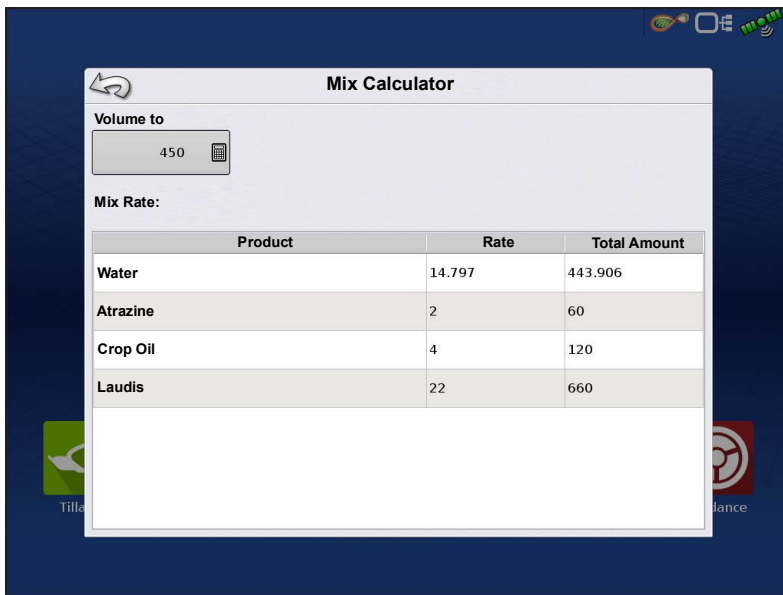 Mix Calculator
Volume to
450
Mix Rate:
Product Rate Total Amount
Water 14.797 443.906
Atrazine 2 60
Crop Oil 4 120
Laudis 22 660
Tilla
dance